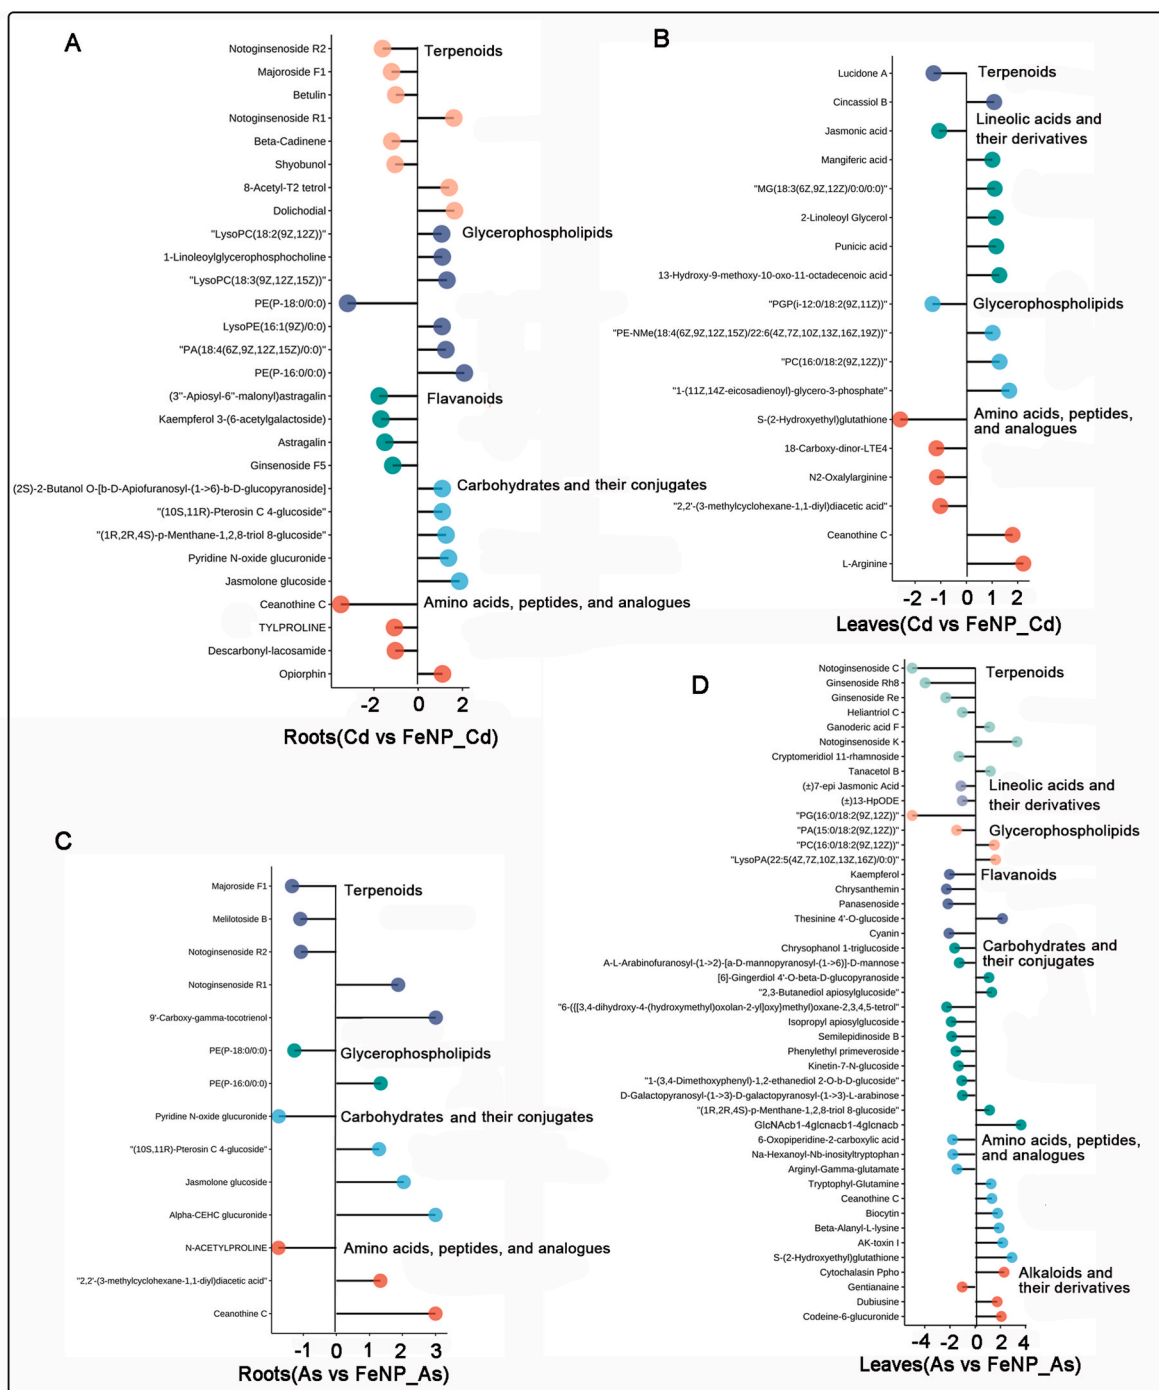 A
Notoginsenoside R2
Terpenoids
Majoroside F1
Betulin
Notoginsenoside R1
Beta-Cadinene
Shyobunol
8-Acetyl-T2 tetrol
Dolichodial
"LysoPC(18:2(9Z,12Z))"
Glycerophospholipids
1-Linoleoylglycerophosphocholine
"LysoPC(18:3(9Z,12Z,15Z))"
PE(P-18:0/0:0)
LysoPE(16:1(9Z)/0:0)
"PA(18:4(6Z,9Z,12Z,15Z)/0:0)"
PE(P-16:0/0:0)
(3"-Apiosyl-6"-malonyl)astragalin
Flavanoids
Kaempferol 3-(6-acetylgalactoside)
Astragalin
Ginsenoside F5
(2S)-2-Butanol O-[b-D-Apiofuranosyl-(1->6)-b-D-glucopyranoside]
Carbohydrates and their conjugates
"(10S,11R)-Pterosin C 4-glucoside"
"(1R,2R,4S)-p-Menthane-1,2,8-triol 8-glucoside"
Pyridine N-oxide glucuronide
Jasmolone glucoside
Ceanothine C
Amino acids, peptides, and analogues
TYLPROLINE
Descarbonyl-lacosamide
Opiorphin
-2 0 2
Roots(Cd vs FeNP_Cd)
B
Lucidone A
Terpenoids
Cincassiol B
Lineolic acids and
their derivatives
Jasmonic acid
Mangiferic acid
"MG(18:3(6Z,9Z,12Z)/0:0/0:0)"
2-Linoleoyl Glycerol
Punicic acid
13-Hydroxy-9-methoxy-10-oxo-11-octadecenoic acid
"PGP(i-12:0/18:2(9Z,11Z))"
Glycerophospholipids
"PE-NMe(18:4(6Z,9Z,12Z,15Z)/22:6(4Z,7Z,10Z,13Z,16Z,19Z))"
"PC(16:0/18:2(9Z,12Z))"
"1-(11Z,14Z-eicosadienoyl)-glycero-3-phosphate"
S-(2-Hydroxyethyl)glutathione
Amino acids, peptides,
and analogues
18-Carboxy-dinor-LTE4
N2-Oxalylarginine
"2,2'-(3-methylcyclohexane-1,1-diyl)diacetic acid"
Ceanothine C
L-Arginine
-2 -1 0 1 2
Leaves(Cd vs FeNP_Cd)
C
Majoroside F1
Terpenoids
Melilotoside B
Notoginsenoside R2
Notoginsenoside R1
9'-Carboxy-gamma-tocotrienol
PE(P-18:0/0:0)
Glycerophospholipids
PE(P-16:0/0:0)
Pyridine N-oxide glucuronide
Carbohydrates and their conjugates
"(10S,11R)-Pterosin C 4-glucoside"
Jasmolone glucoside
Alpha-CEHC glucuronide
N-ACETYLPROLINE
Amino acids, peptides, and analogues
"2,2'-(3-methylcyclohexane-1,1-diyl)diacetic acid"
Ceanothine C
-1 0 1 2 3
Roots(As vs FeNP_As)
D
Notoginsenoside C
Terpenoids
Ginsenoside Rh8
Ginsenoside Re
Heliantriol C
Ganoderic acid F
Notoginsenoside K
Cryptomeridiol 11-rhamnoside
Tanacetol B
(±)7-epi Jasmonic Acid
Lineolic acids and
their derivatives
(±)13-HpODE
"PG(16:0/18:2(9Z,12Z))"
"PA(15:0/18:2(9Z,12Z))"
Glycerophospholipids
"PC(16:0/18:2(9Z,12Z))"
"LysoPA(22:5(4Z,7Z,10Z,13Z,16Z)/0:0)"
Kaempferol
Flavanoids
Chrysanthemin
Panasenoside
Thesinine 4'-O-glucoside
Cyanin
Chrysophanol 1-triglucoside
Carbohydrates and
their conjugates
A-L-Arabinofuranosyl-(1->2)-[a-D-mannopyranosyl-(1->6)]-D-mannose
[6]-Gingerdiol 4'-O-beta-D-glucopyranoside
"2,3-Butanediol apiosylglucoside"
"6-({[3,4-dihydroxy-4-(hydroxymethyl)oxolan-2-yl]oxy}methyl)oxane-2,3,4,5-tetrol"
Isopropyl apiosylglucoside
Semilepidinoside B
Phenylethyl primeveroside
Kinetin-7-N-glucoside
"1-(3,4-Dimethoxyphenyl)-1,2-ethanediol 2-O-b-D-glucoside"
D-Galactopyranosyl-(1->3)-D-galactopyranosyl-(1->3)-L-arabinose
"(1R,2R,4S)-p-Menthane-1,2,8-triol 8-glucoside"
GlcNAcb1-4glcnacb1-4glcnacb
6-Oxopiperidine-2-carboxylic acid
Amino acids, peptides,
and analogues
Na-Hexanoyl-Nb-inosityltryptophan
Arginyl-Gamma-glutamate
Tryptophyl-Glutamine
Ceanothine C
Biocytin
Beta-Alanyl-L-lysine
AK-toxin I
S-(2-Hydroxyethyl)glutathione
Cytochalasin Ppho
Alkaloids and
their derivatives
Gentianaine
Dubiusine
Codeine-6-glucuronide
-4 -2 0 2 4
Leaves(As vs FeNP_As)